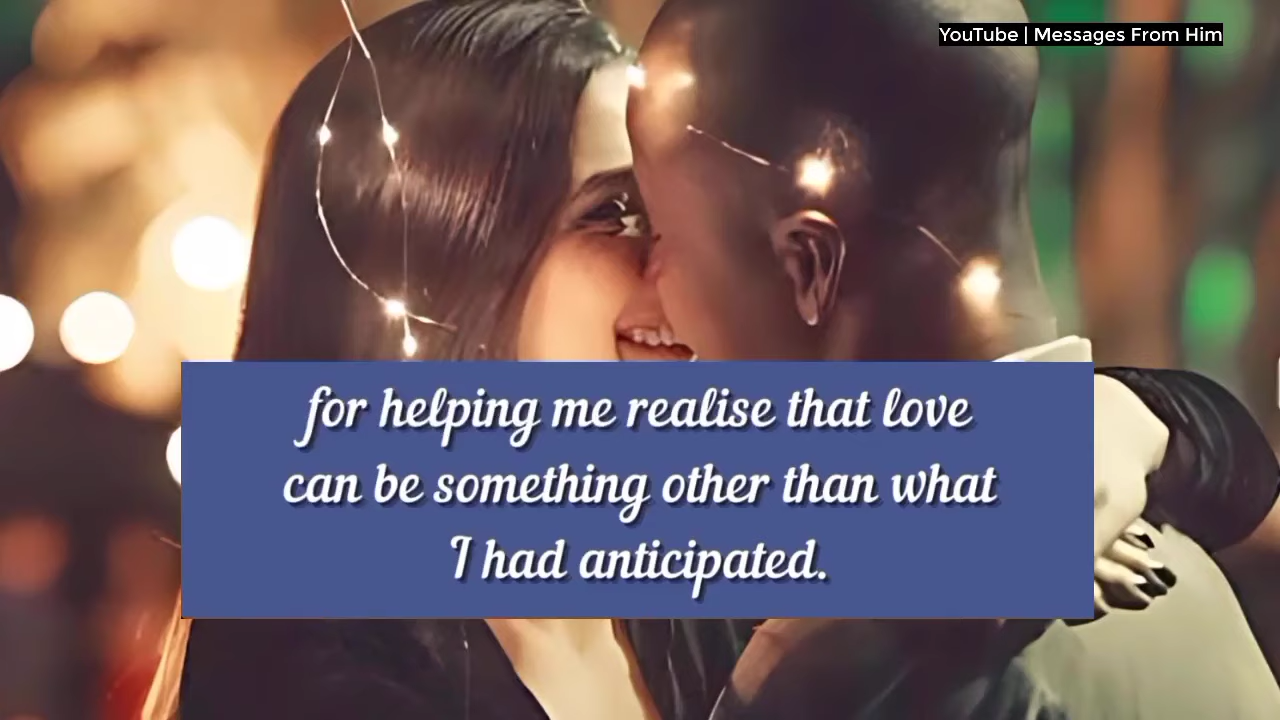 YouTube | Messages From Him
for helping me realise that love
can be something other than what
I had anticipated.